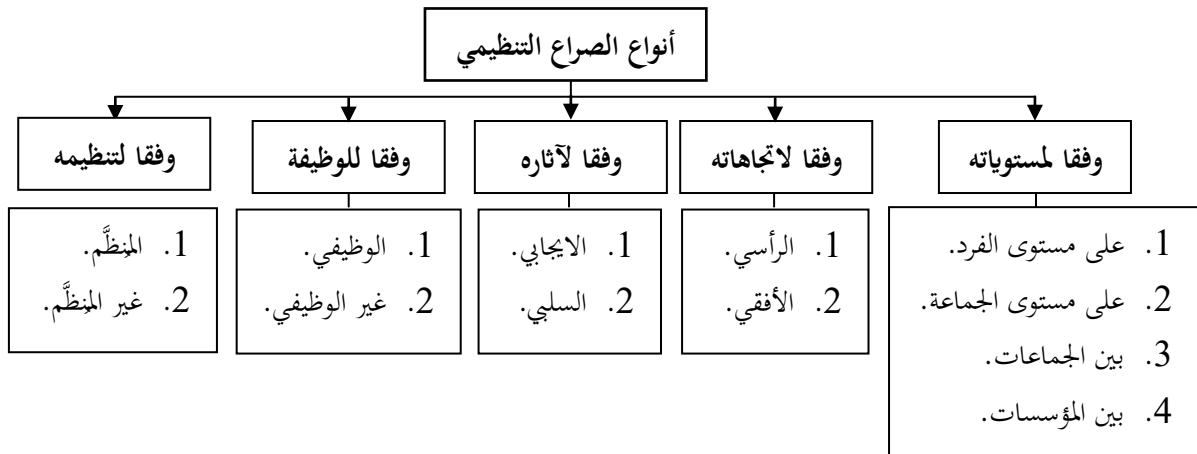 أنواع الصراع التنظيمي
وفقا لمستوياته
1. على مستوى الفرد.
2. على مستوى الجماعة.
3. بين الجماعات.
4. بين المؤسسات.
وفقا لاتجاهاته
1. الرأسي.
2. الأفقي.
وفقا لآثاره
1. الايجابي.
2. السلبي.
وفقا للوظيفة
1. الوظيفي.
2. غير الوظيفي.
وفقا لتنظيمه
1. المنظَّم.
2. غير المنظَّم.